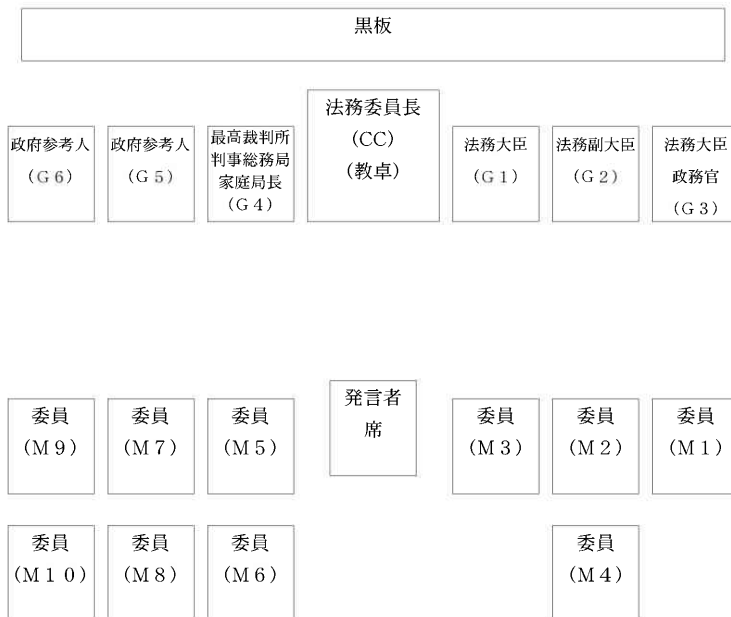 黒板
法務委員長
（CC）
（教卓）
政府参考人
（G６）
政府参考人
（G５）
最高裁判所
判事総務局
家庭局長
（G４）
法務大臣
（G１）
法務副大臣
（G２）
法務大臣
政務官
（G３）
発言者
席
委員
（M９）
委員
（M７）
委員
（M５）
委員
（M３）
委員
（M２）
委員
（M１）
委員
（M１０）
委員
（M８）
委員
（M６）
委員
（M４）